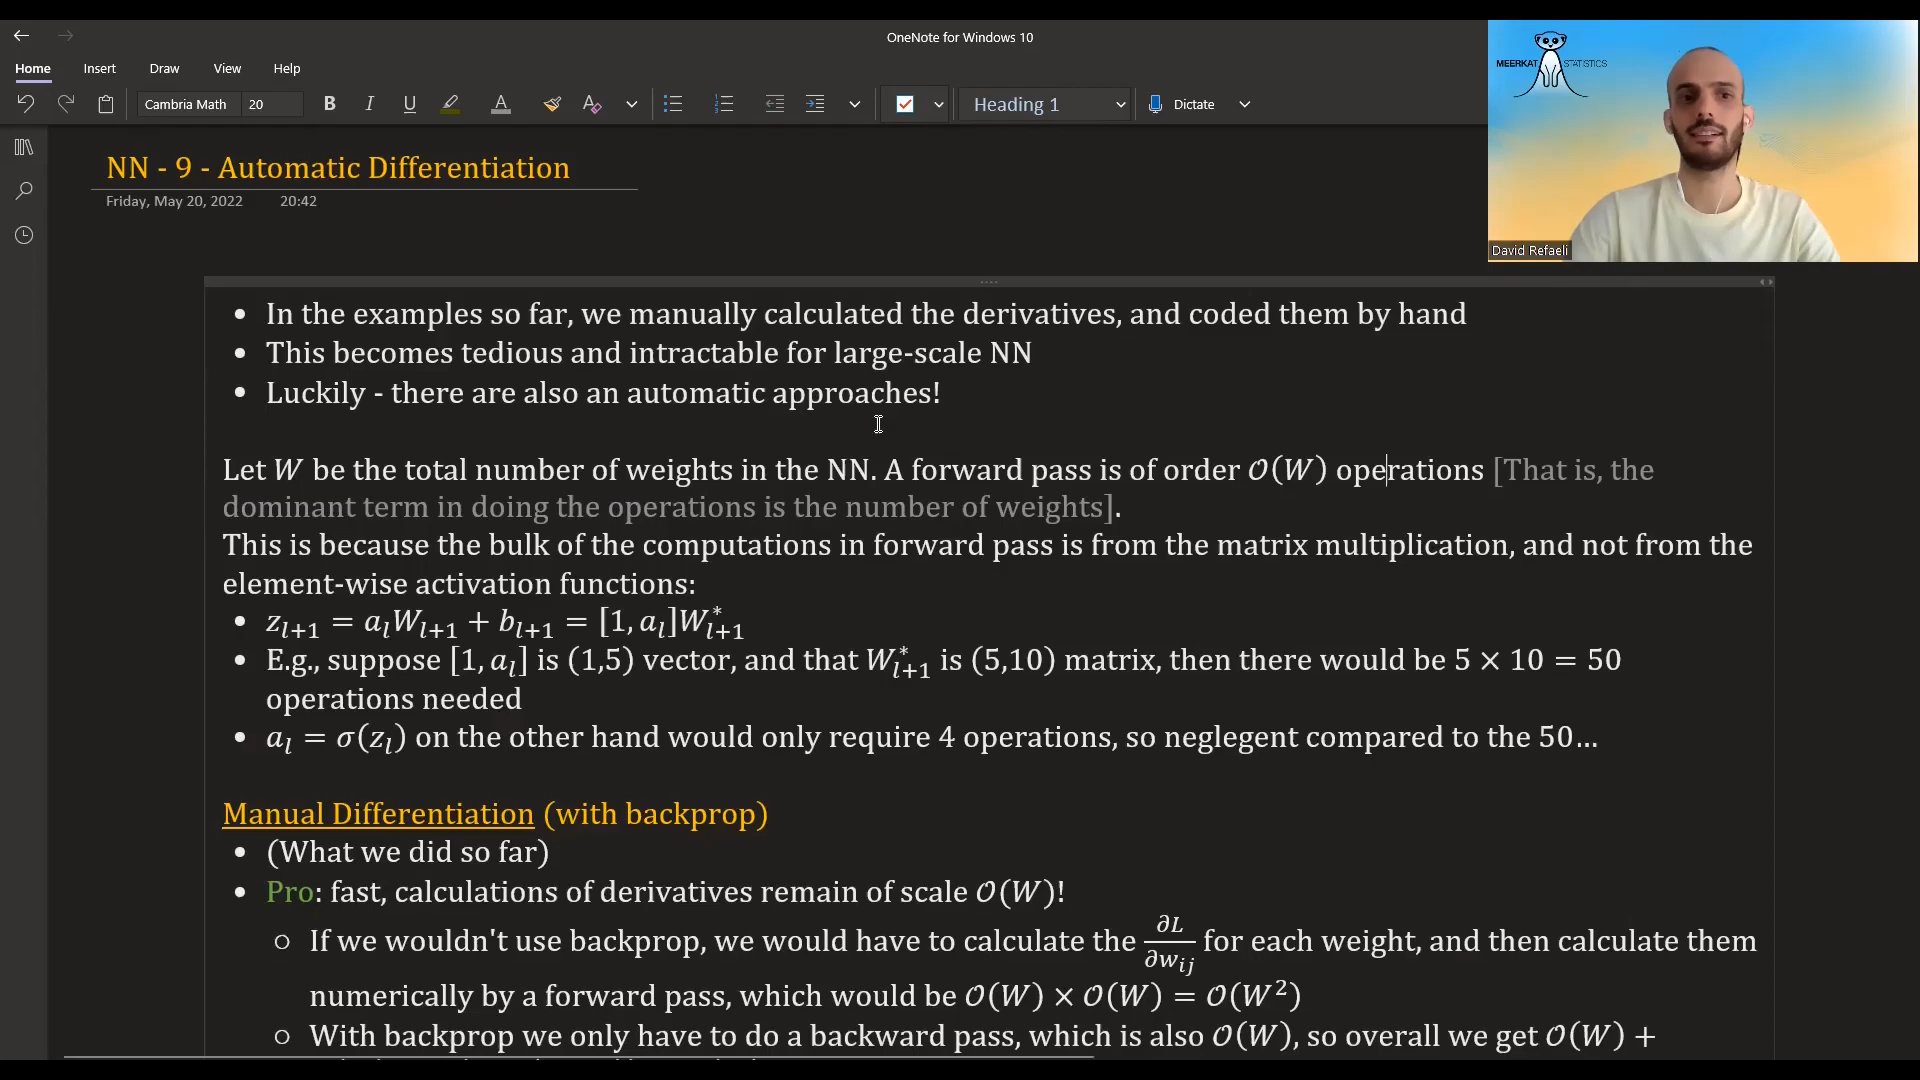 OneNote for Windows 10
Home Insert Draw View Help
Cambria Math 20 B I U A A Heading 1 Dictate
MEERKAT STATISTICS
David Refaeli
NN - 9 - Automatic Differentiation
Friday, May 20, 2022 20:42
• In the examples so far, we manually calculated the derivatives, and coded them by hand
• This becomes tedious and intractable for large-scale NN
• Luckily - there are also an automatic approaches!
Let W be the total number of weights in the NN. A forward pass is of order 𝒪(W) operations [That is, the
dominant term in doing the operations is the number of weights].
This is because the bulk of the computations in forward pass is from the matrix multiplication, and not from the
element-wise activation functions:
• z_{l+1} = a_l W_{l+1} + b_{l+1} = [1, a_l]W^*_{l+1}
• E.g., suppose [1, a_l] is (1,5) vector, and that W^*_{l+1} is (5,10) matrix, then there would be 5 × 10 = 50
operations needed
• a_l = σ(z_l) on the other hand would only require 4 operations, so neglegent compared to the 50...
Manual Differentiation (with backprop)
• (What we did so far)
• Pro: fast, calculations of derivatives remain of scale 𝒪(W)!
○ If we wouldn't use backprop, we would have to calculate the ∂L/∂w_{ij} for each weight, and then calculate them
numerically by a forward pass, which would be 𝒪(W) × 𝒪(W) = 𝒪(W²)
○ With backprop we only have to do a backward pass, which is also 𝒪(W), so overall we get 𝒪(W) +